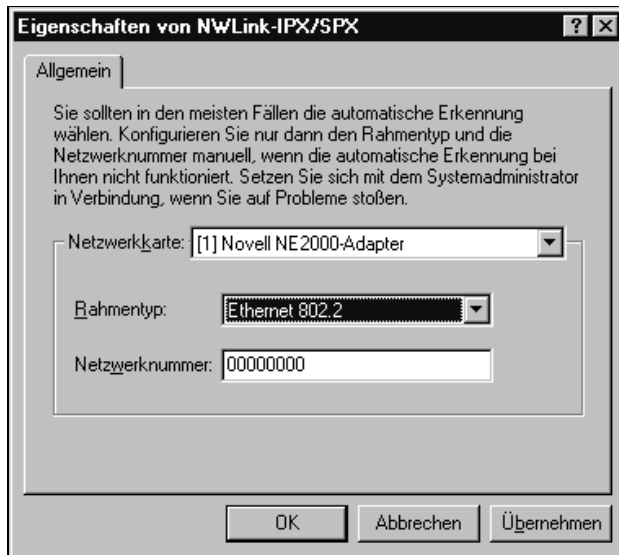 Eigenschaften von NWLink-IPX/SPX
Allgemein
Sie sollten in den meisten Fällen die automatische Erkennung
wählen. Konfigurieren Sie nur dann den Rahmentyp und die
Netzwerknummer manuell, wenn die automatische Erkennung bei
Ihnen nicht funktioniert. Setzen Sie sich mit dem Systemadministrator
in Verbindung, wenn Sie auf Probleme stoßen.
Netzwerkkarte: [1] Novell NE2000-Adapter
Rahmentyp: Ethernet 802.2
Netzwerknummer: 00000000
OK Abbrechen Übernehmen